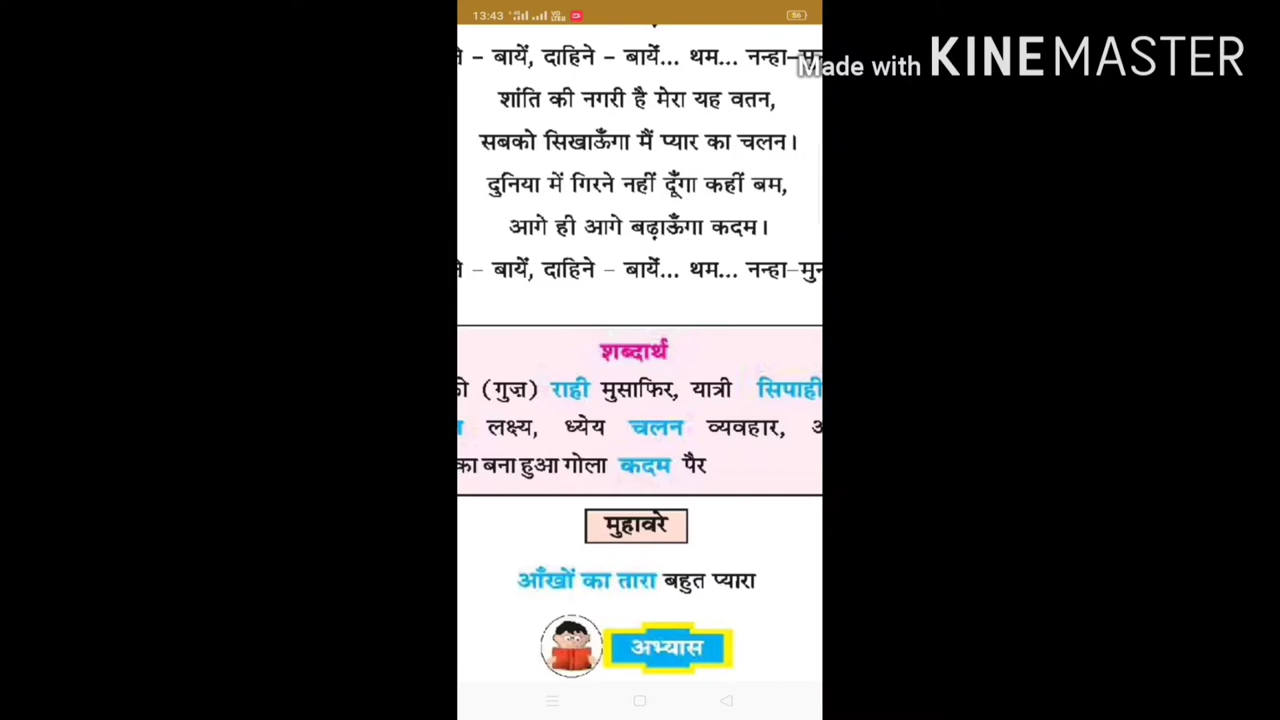 13:43
56
– बायें, दाहिने – बायें... थम... नन्हा–
Made with KINEMASTER
शांति की नगरी है मेरा यह वतन,
सबको सिखाऊँगा मैं प्यार का चलन।
दुनिया में गिरने नहीं दूँगा कहीं बम,
आगे ही आगे बढ़ाऊँगा कदम।
– बायें, दाहिने – बायें... थम... नन्हा–
शब्दार्थ
(गुज॒) राही मुसाफिर, यात्री सिपाही
लक्ष्य, ध्येय चलन व्यवहार,
का बना हुआ गोला कदम पैर
मुहावरे
आँखों का तारा बहुत प्यारा
अभ्यास